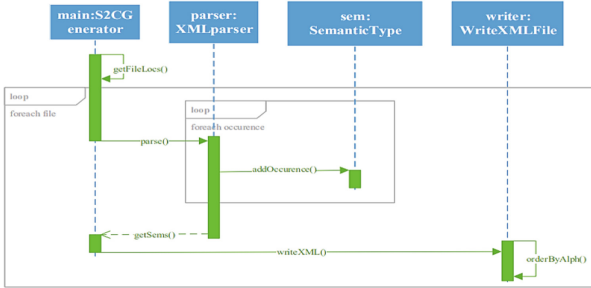 main:S2CG
enerator
parser:
XMLparser
sem:
SemanticType
writer:
WriteXMLFile
getFileLocs()
loop
foreach file
loop
foreach occurence
parse()
addOccurence()
getSems()
writeXML()
orderByAlph()